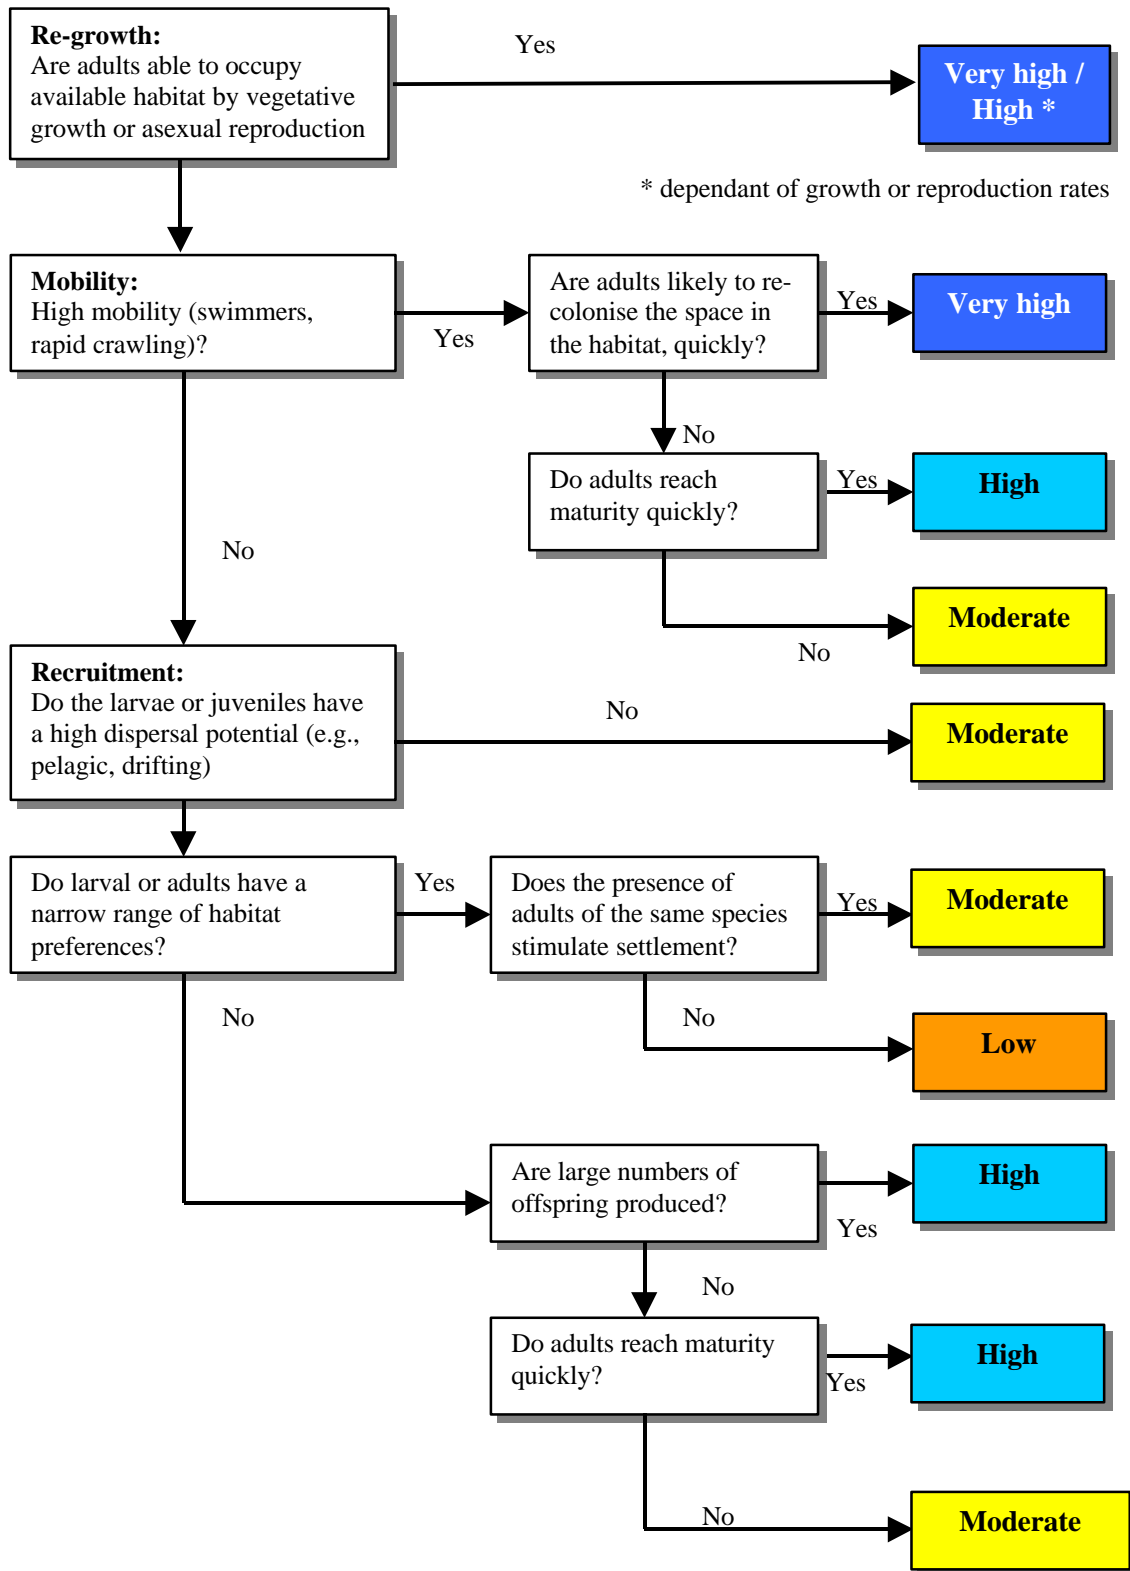 Re-growth:
Are adults able to occupy
available habitat by vegetative
growth or asexual reproduction
Yes
Very high /
High *
* dependant of growth or reproduction rates
Mobility:
High mobility (swimmers,
rapid crawling)?
Yes
Are adults likely to re-
colonise the space in
the habitat, quickly?
Yes
Very high
No
Do adults reach
maturity quickly?
Yes
High
No
Moderate
No
Recruitment:
Do the larvae or juveniles have
a high dispersal potential (e.g.,
pelagic, drifting)
No
Moderate
Do larval or adults have a
narrow range of habitat
preferences?
Yes
Does the presence of
adults of the same species
stimulate settlement?
Yes
Moderate
No
No
Low
Are large numbers of
offspring produced?
Yes
High
No
Do adults reach maturity
quickly?
Yes
High
No
Moderate